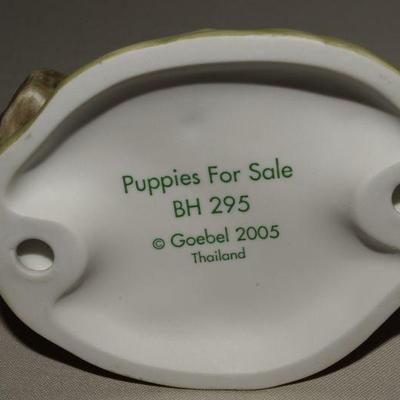 Puppies For Sale
BH 295
© Goebel 2005
Thailand